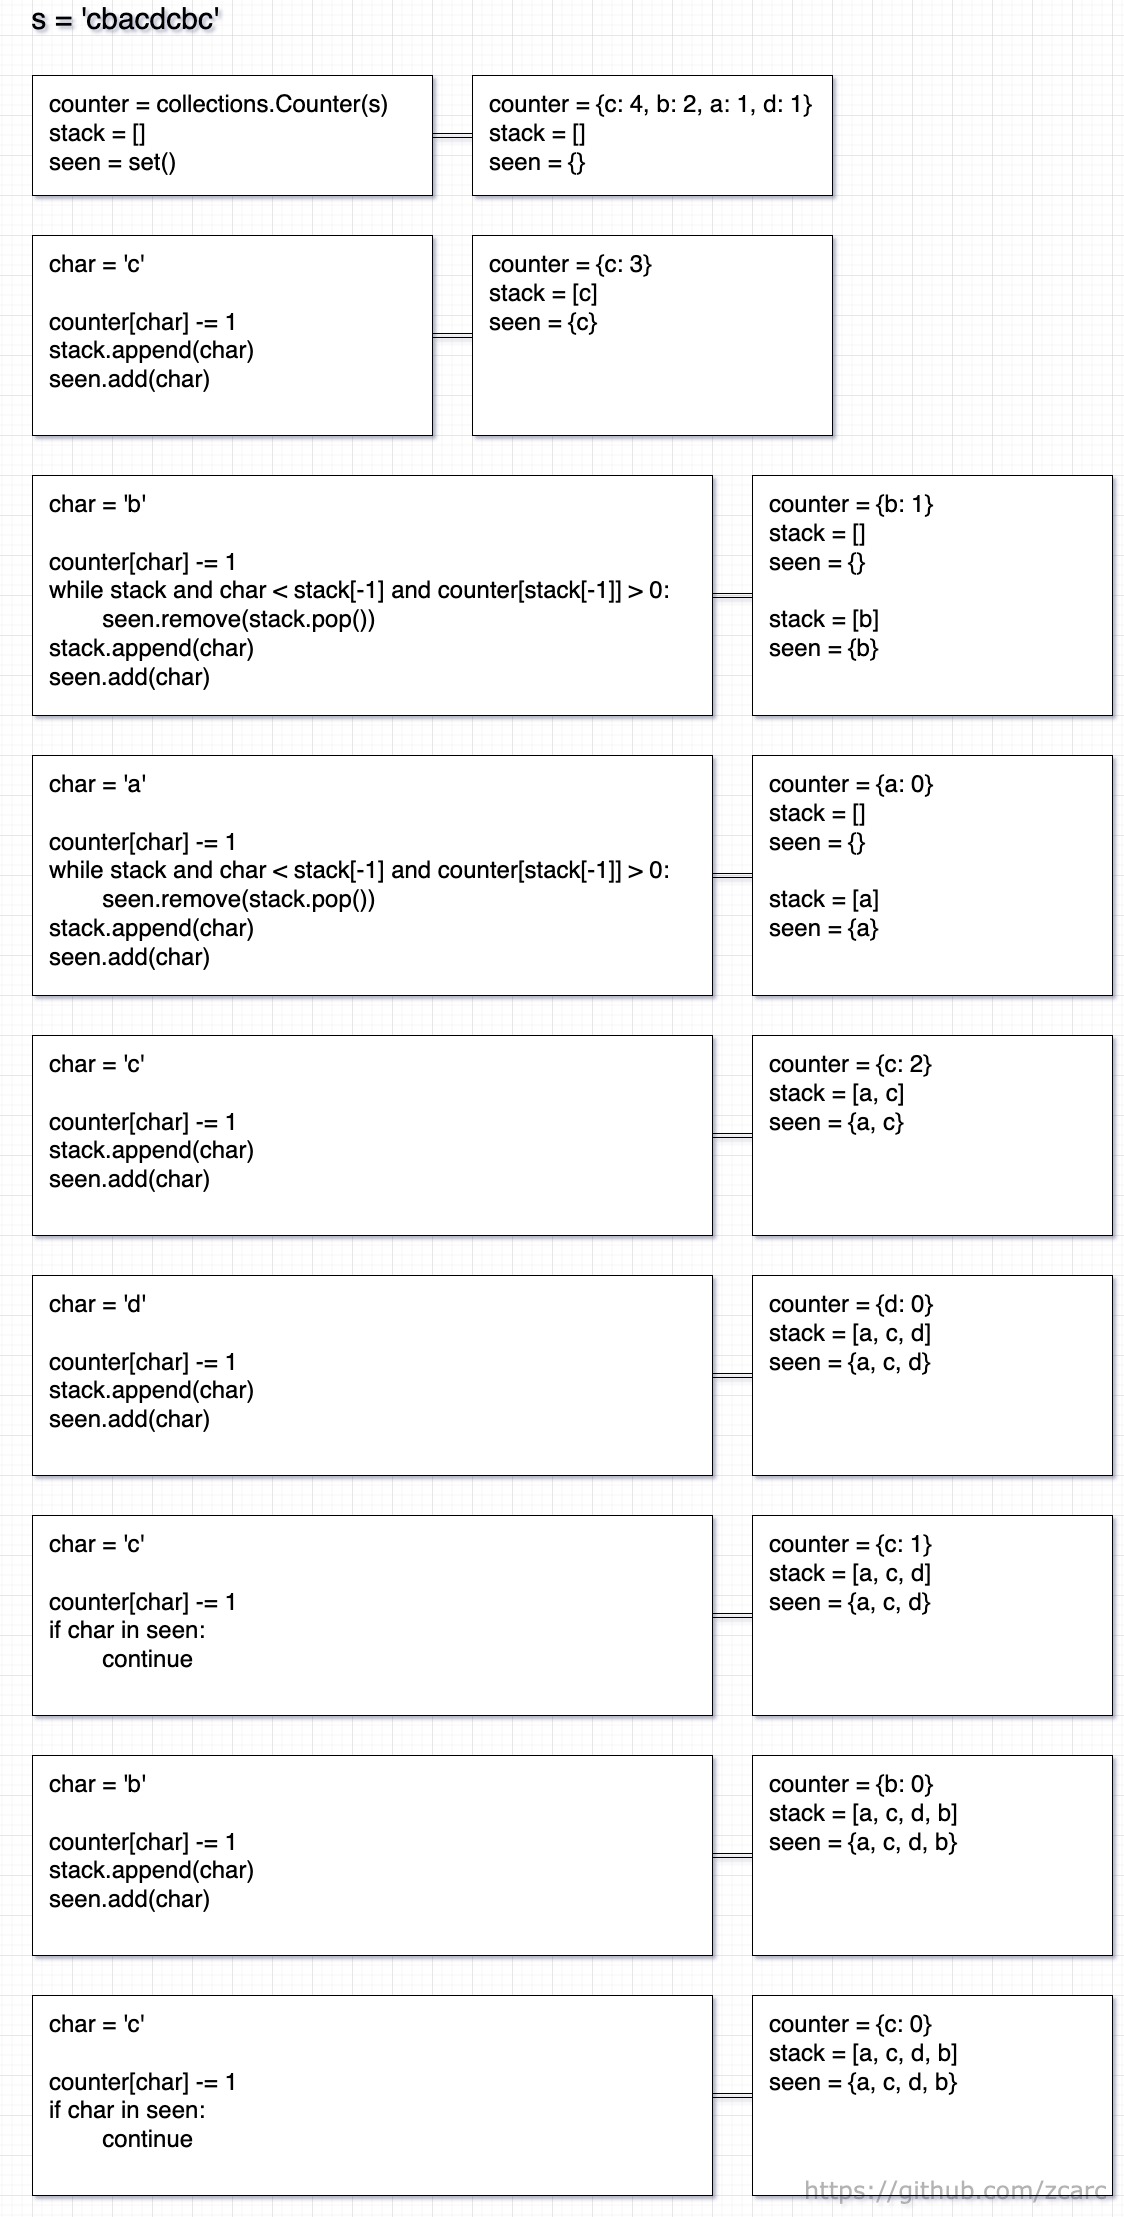 s = 'cbacdcbc'
counter = collections.Counter(s)
stack = []
seen = set()
counter = {c: 4, b: 2, a: 1, d: 1}
stack = []
seen = {}
char = 'c'
counter[char] -= 1
stack.append(char)
seen.add(char)
counter = {c: 3}
stack = [c]
seen = {c}
char = 'b'
counter[char] -= 1
while stack and char < stack[-1] and counter[stack[-1]] > 0:
seen.remove(stack.pop())
stack.append(char)
seen.add(char)
counter = {b: 1}
stack = []
seen = {}
stack = [b]
seen = {b}
char = 'a'
counter[char] -= 1
while stack and char < stack[-1] and counter[stack[-1]] > 0:
seen.remove(stack.pop())
stack.append(char)
seen.add(char)
counter = {a: 0}
stack = []
seen = {}
stack = [a]
seen = {a}
char = 'c'
counter[char] -= 1
stack.append(char)
seen.add(char)
counter = {c: 2}
stack = [a, c]
seen = {a, c}
char = 'd'
counter[char] -= 1
stack.append(char)
seen.add(char)
counter = {d: 0}
stack = [a, c, d]
seen = {a, c, d}
char = 'c'
counter[char] -= 1
if char in seen:
continue
counter = {c: 1}
stack = [a, c, d]
seen = {a, c, d}
char = 'b'
counter[char] -= 1
stack.append(char)
seen.add(char)
counter = {b: 0}
stack = [a, c, d, b]
seen = {a, c, d, b}
char = 'c'
counter[char] -= 1
if char in seen:
continue
counter = {c: 0}
stack = [a, c, d, b]
seen = {a, c, d, b}
https://github.com/zcarc